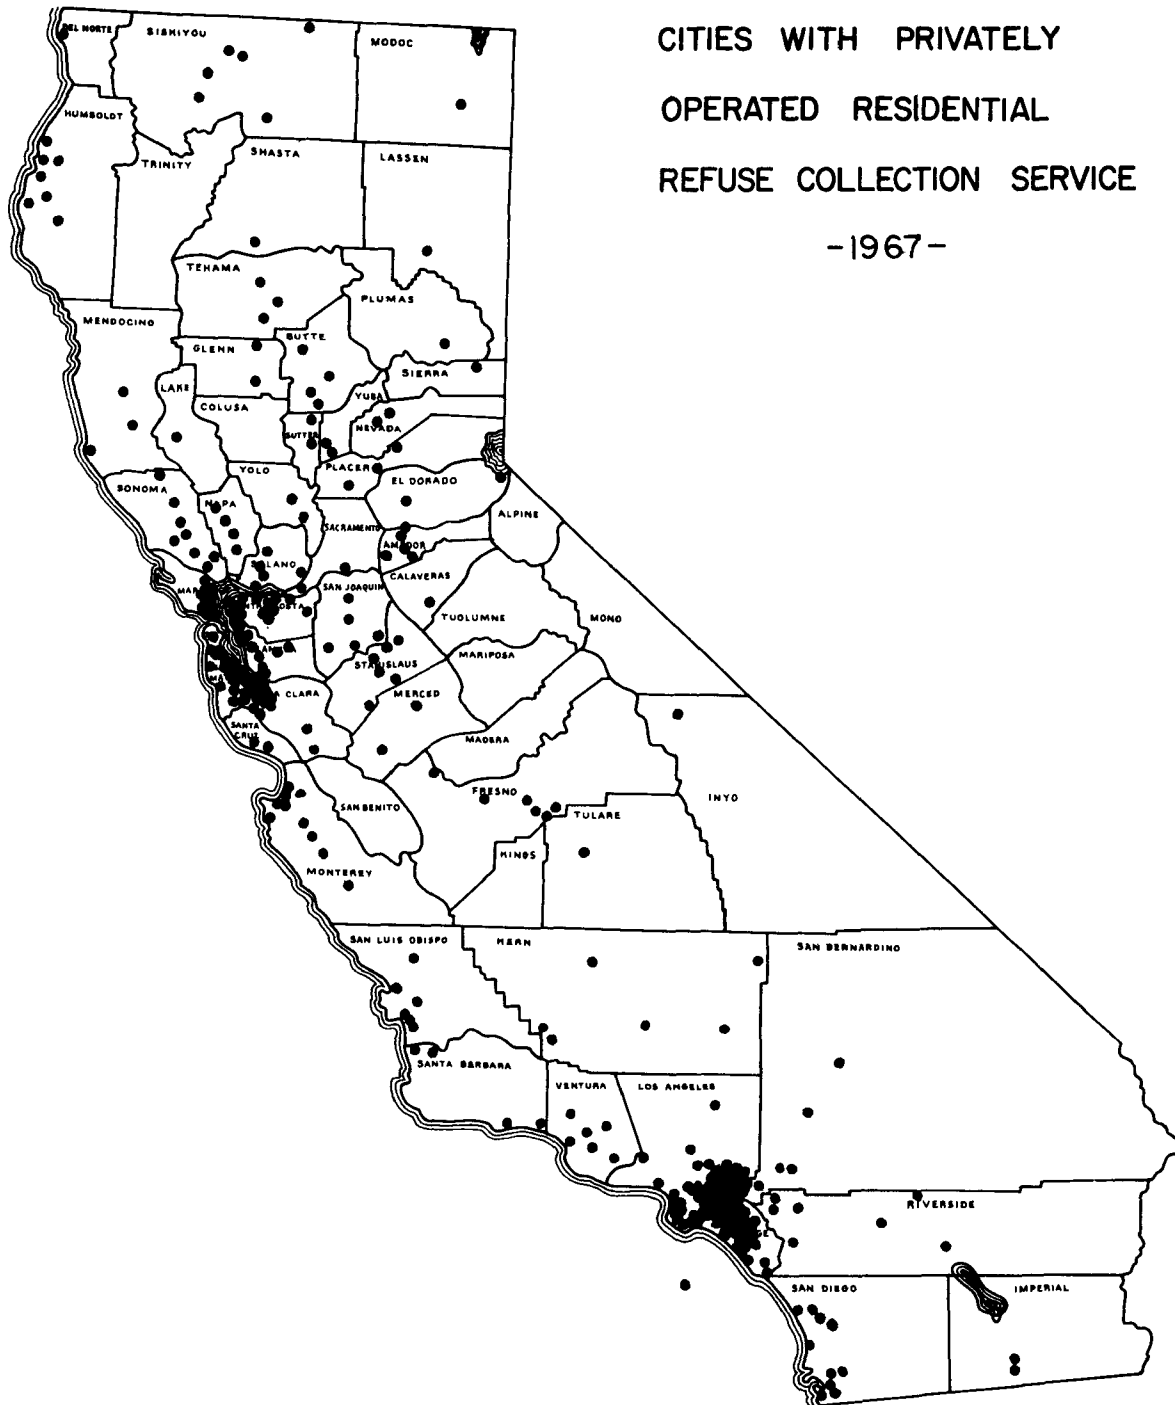 CITIES WITH PRIVATELY
OPERATED RESIDENTIAL
REFUSE COLLECTION SERVICE
-1967-
DEL NORTE
SISKIYOU
MODOC
HUMBOLDT
TRINITY
SHASTA
LASSEN
TEHAMA
PLUMAS
MENDOCINO
GLENN
BUTTE
SIERRA
LAKE
COLUSA
YUBA
SUTTER
NEVADA
YOLO
PLACER
EL DORADO
SONOMA
NAPA
SACRAMENTO
ALPINE
AMADOR
SOLANO
CALAVERAS
SAN JOAQUIN
TUOLUMNE
MONO
MARIPOSA
STANISLAUS
A CLARA
MERCED
SANTA
CRUZ
MADERA
FRESNO
INYO
SAN BENITO
TULARE
KINGS
MONTEREY
SAN LUIS OBISPO
KERN
SAN BERNARDINO
SANTA BARBARA
VENTURA
LOS ANGELES
RIVERSIDE
SAN DIEGO
IMPERIAL